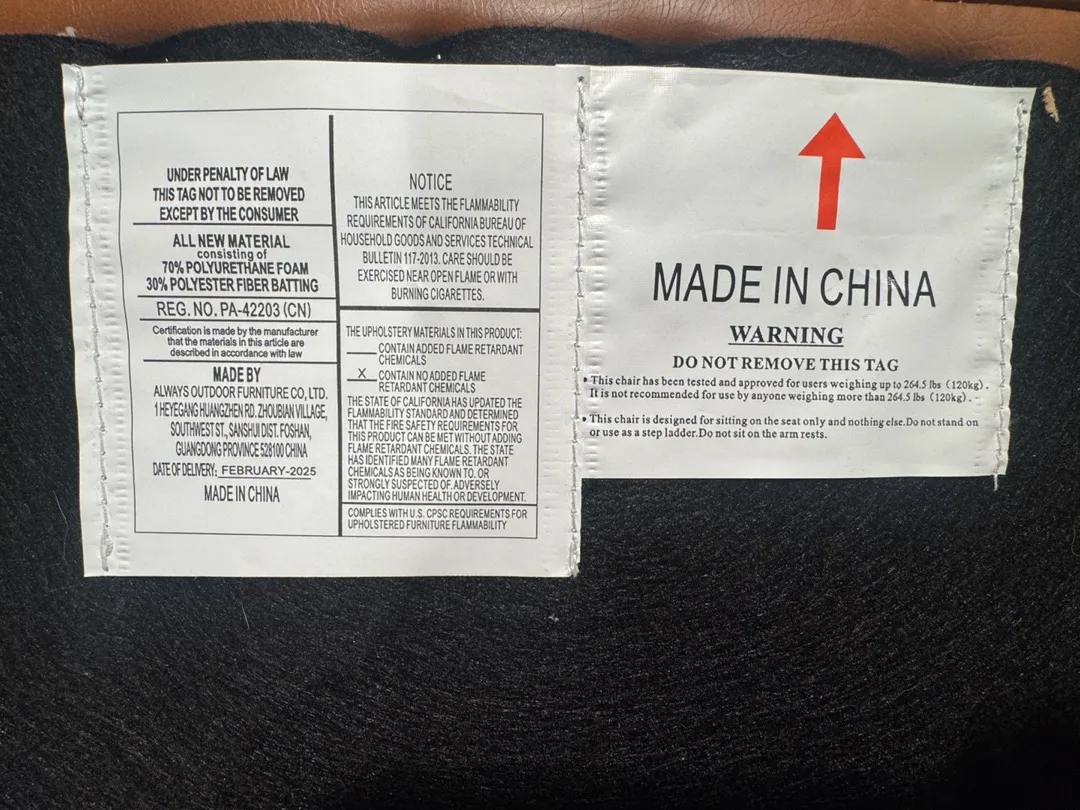 UNDER PENALTY OF LAW
THIS TAG NOT TO BE REMOVED
EXCEPT BY THE CONSUMER
ALL NEW MATERIAL
consisting of
70% POLYURETHANE FOAM
30% POLYESTER FIBER BATTING
REG. NO. PA-42203 (CN)
Certification is made by the manufacturer
that the materials in this article are
described in accordance with law
MADE BY
ALWAYS OUTDOOR FURNITURE CO, LTD.
1 HEYEGANG HUANGZHEN RD. ZHOUBIAN VILLAGE,
SOUTHWEST ST., SANSHUI DIST. FOSHAN,
GUANGDONG PROVINCE 528100 CHINA
DATE OF DELIVERY: FEBRUARY-2025
MADE IN CHINA
NOTICE
THIS ARTICLE MEETS THE FLAMMABILITY
REQUIREMENTS OF CALIFORNIA BUREAU OF
HOUSEHOLD GOODS AND SERVICES TECHNICAL
BULLETIN 117-2013. CARE SHOULD BE
EXERCISED NEAR OPEN FLAME OR WITH
BURNING CIGARETTES.
THE UPHOLSTERY MATERIALS IN THIS PRODUCT:
____ CONTAIN ADDED FLAME RETARDANT
CHEMICALS
X CONTAIN NO ADDED FLAME
RETARDANT CHEMICALS
THE STATE OF CALIFORNIA HAS UPDATED THE
FLAMMABILITY STANDARD AND DETERMINED
THAT THE FIRE SAFETY REQUIREMENTS FOR
THIS PRODUCT CAN BE MET WITHOUT ADDING
FLAME RETARDANT CHEMICALS. THE STATE
HAS IDENTIFIED MANY FLAME RETARDANT
CHEMICALS AS BEING KNOWN TO, OR
STRONGLY SUSPECTED OF, ADVERSELY
IMPACTING HUMAN HEALTH OR DEVELOPMENT.
COMPLIES WITH U.S. CPSC REQUIREMENTS FOR
UPHOLSTERED FURNITURE FLAMMABILITY
MADE IN CHINA
WARNING
DO NOT REMOVE THIS TAG
• This chair has been tested and approved for users weighing up to 264.5 lbs (120kg).
It is not recommended for use by anyone weighing more than 264.5 lbs (120kg).
• This chair is designed for sitting on the seat only and nothing else.Do not stand on
or use as a step ladder.Do not sit on the arm rests.